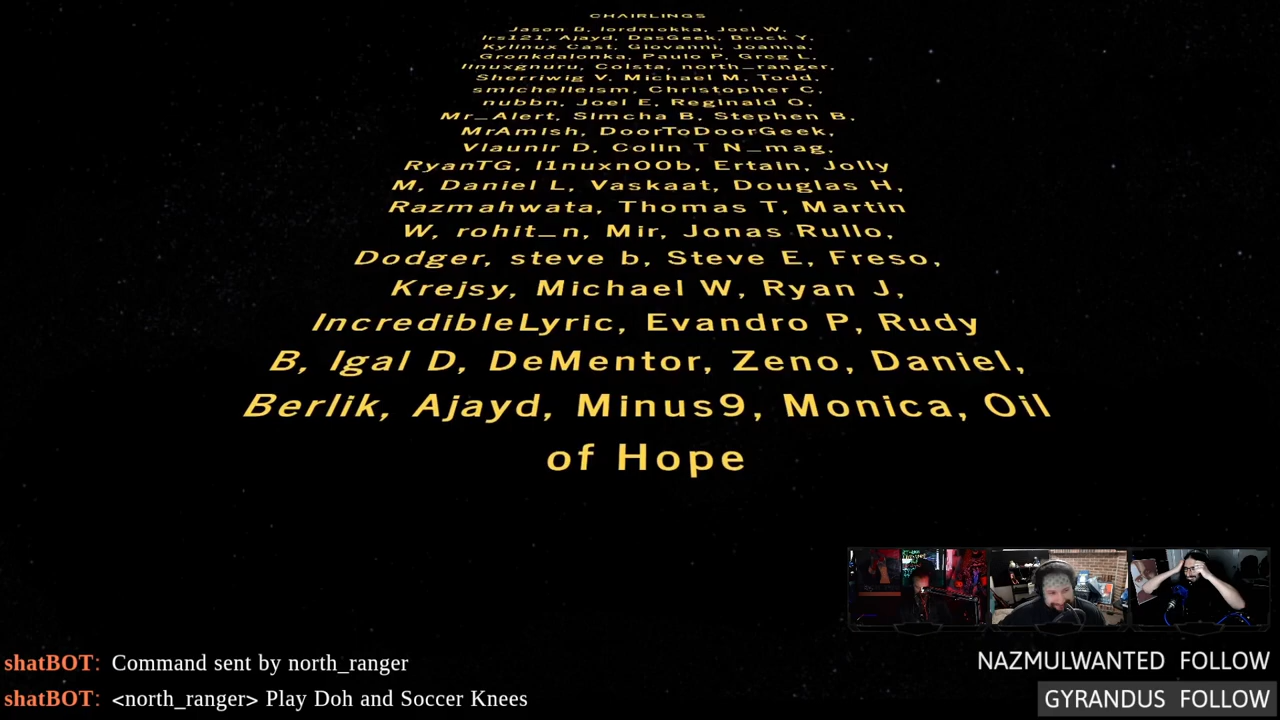 CHAIRLINGS
Jason B, lordmokka, Joel W,
irs121, Ajayd, DasGeek, Brock Y,
Kylinux Cast, Giovanni, Joanna,
Gronkdalonka, Paulo P, Greg L,
linuxgnuru, Colsta, north_ranger,
Sherriwig V, Michael M, Todd,
smichelleism, Christopher C,
nubbn, Joel E, Reginald O,
Mr_Alert, Simcha B, Stephen B,
MrAmish, DoorToDoorGeek,
Vlaunir D, Colin T N_mag,
RyanTG, l1nuxn00b, Ertain, Jolly
M, Daniel L, Vaskaat, Douglas H,
Razmahwata, Thomas T, Martin
W, rohit_n, Mir, Jonas Rullo,
Dodger, steve b, Steve E, Freso,
Krejsy, Michael W, Ryan J,
IncredibleLyric, Evandro P, Rudy
B, Igal D, DeMentor, Zeno, Daniel,
Berlik, Ajayd, Minus9, Monica, Oil
of Hope
shatBOT: Command sent by north_ranger
shatBOT: <north_ranger> Play Doh and Soccer Knees
NAZMULWANTED FOLLOW
GYRANDUS FOLLOW